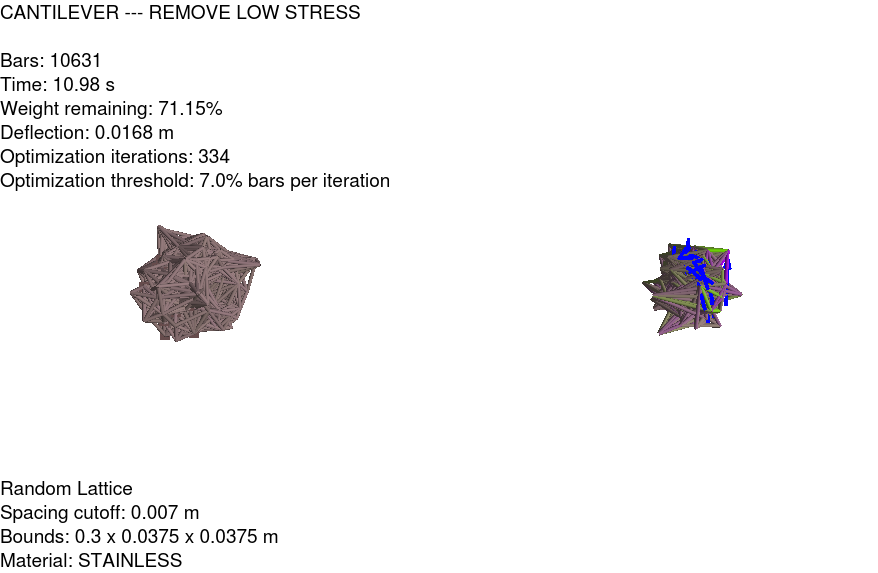 CANTILEVER --- REMOVE LOW STRESS
Bars: 10631
Time: 10.98 s
Weight remaining: 71.15%
Deflection: 0.0168 m
Optimization iterations: 334
Optimization threshold: 7.0% bars per iteration
Random Lattice
Spacing cutoff: 0.007 m
Bounds: 0.3 x 0.0375 x 0.0375 m
Material: STAINLESS